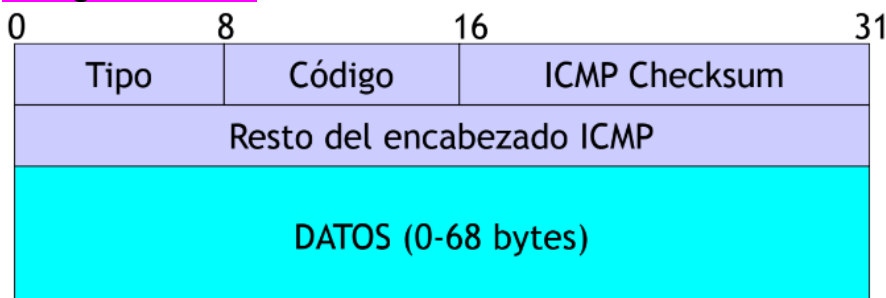 0 8 16 31
Tipo Código ICMP Checksum
Resto del encabezado ICMP
DATOS (0-68 bytes)